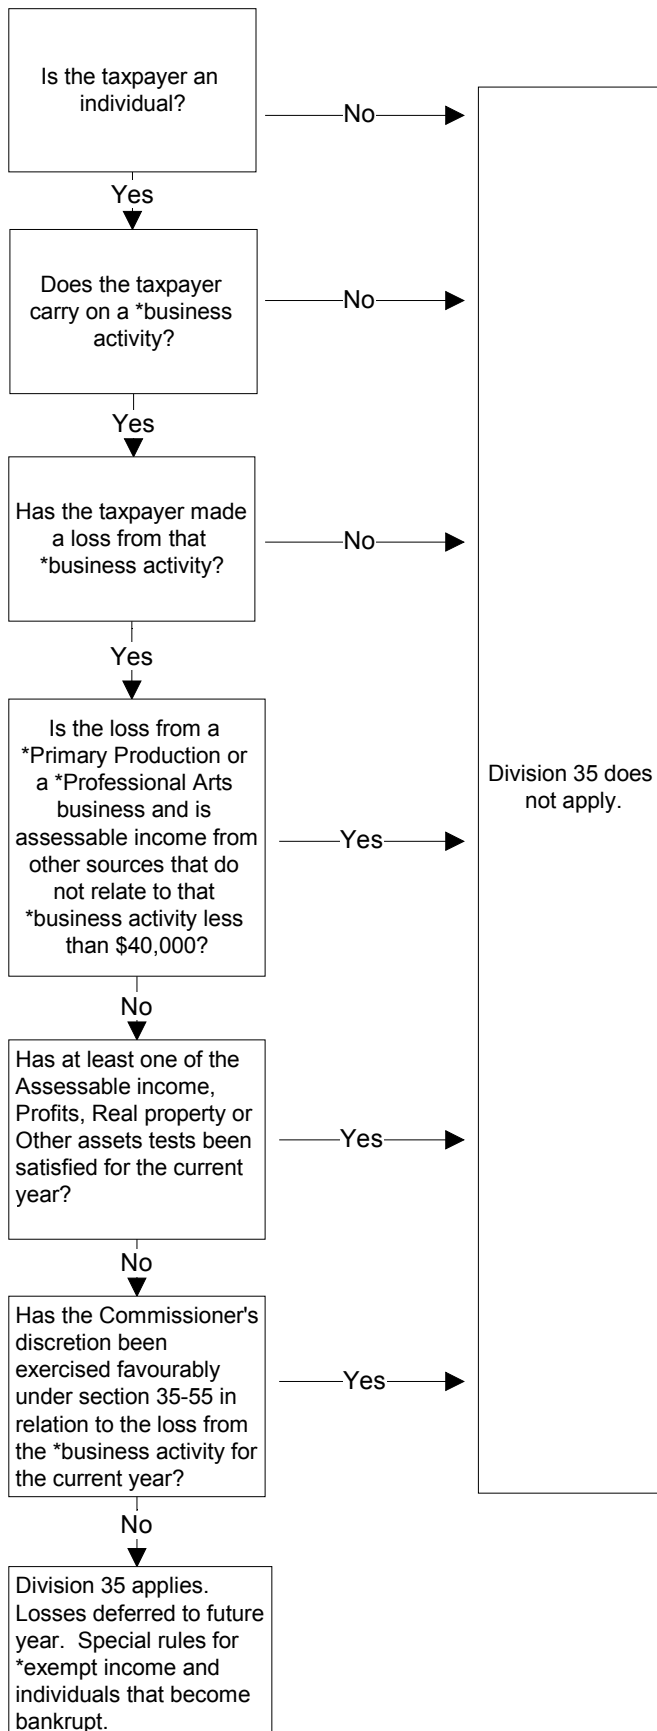 Is the taxpayer an
individual?
No
Yes
Does the taxpayer
carry on a *business
activity?
No
Yes
Has the taxpayer made
a loss from that
*business activity?
No
Yes
Is the loss from a
*Primary Production or
a *Professional Arts
business and is
assessable income from
other sources that do
not relate to that
*business activity less
than $40,000?
Yes
Division 35 does
not apply.
No
Has at least one of the
Assessable income,
Profits, Real property or
Other assets tests been
satisfied for the current
year?
Yes
No
Has the Commissioner's
discretion been
exercised favourably
under section 35-55 in
relation to the loss from
the *business activity for
the current year?
Yes
No
Division 35 applies.
Losses deferred to future
year.  Special rules for
*exempt income and
individuals that become
bankrupt.